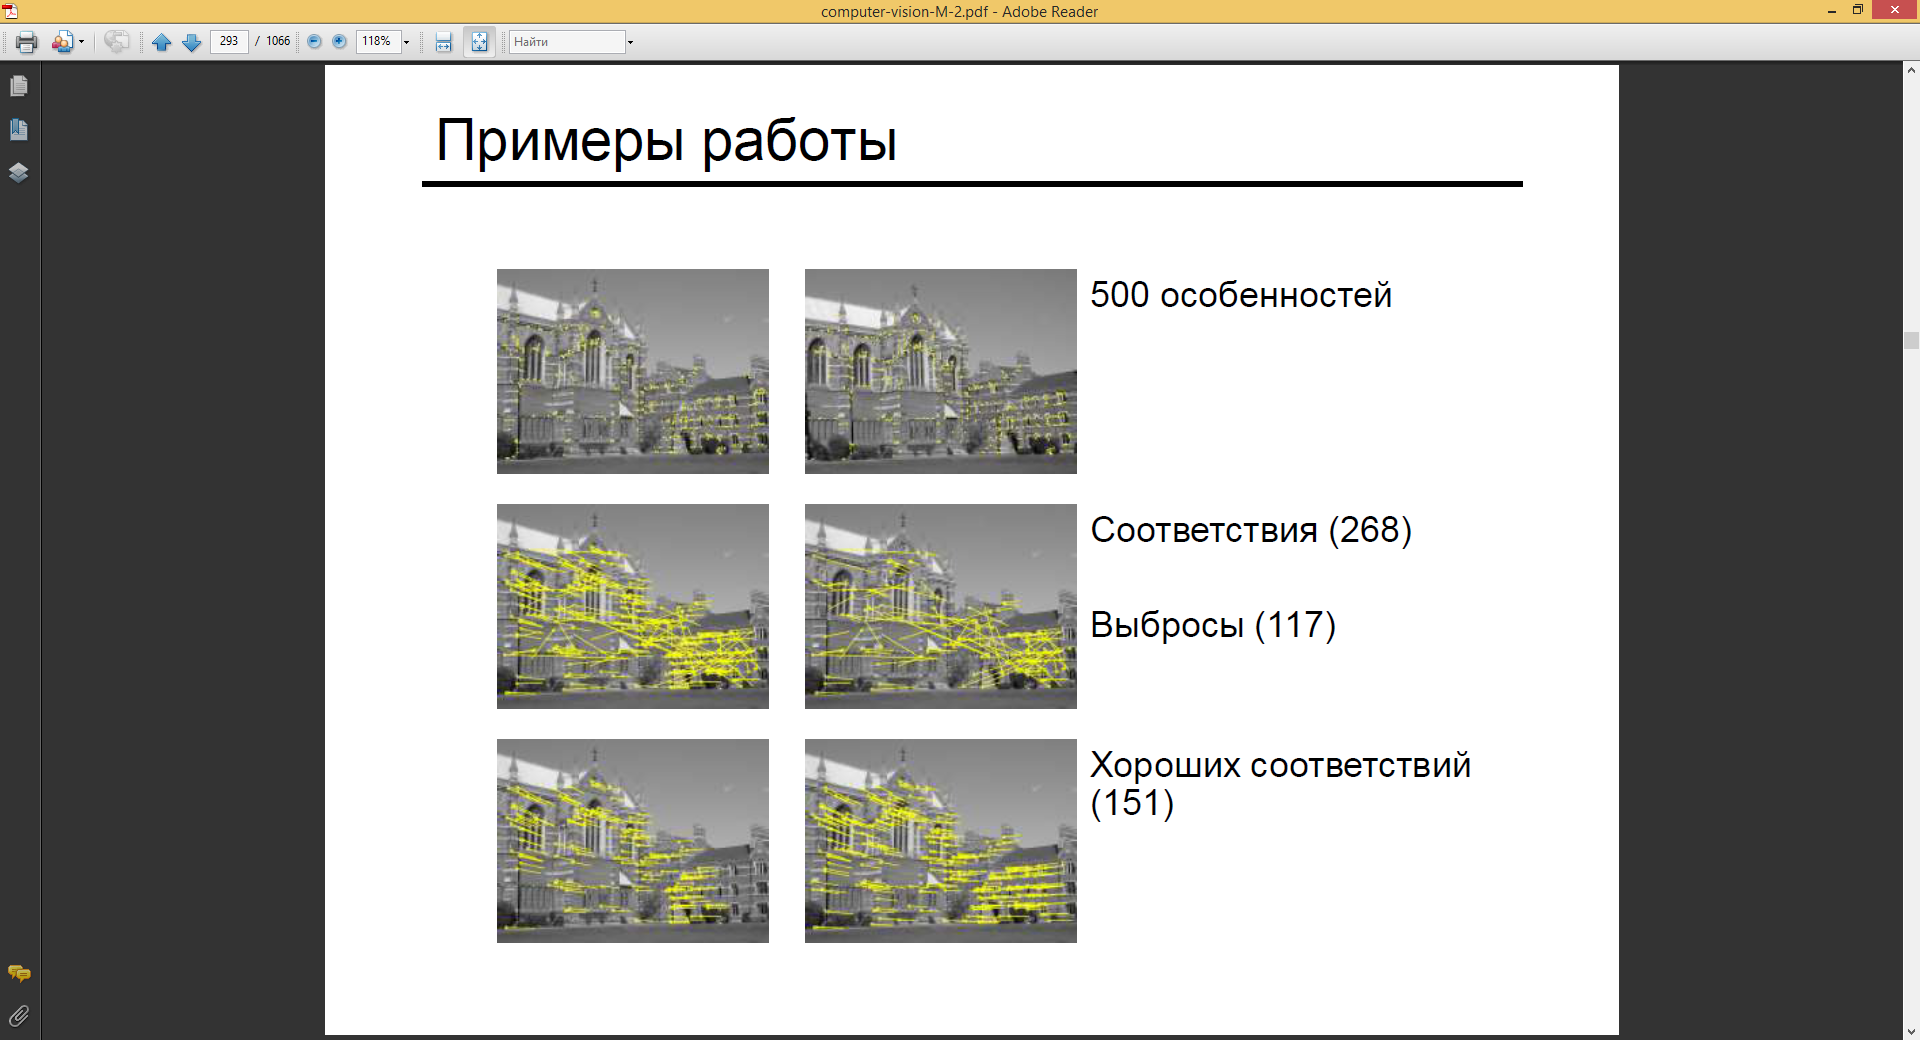 computer-vision-M-2.pdf - Adobe Reader
293 / 1066 118% Найти
Примеры работы
500 особенностей
Соответствия (268)
Выбросы (117)
Хороших соответствий
(151)